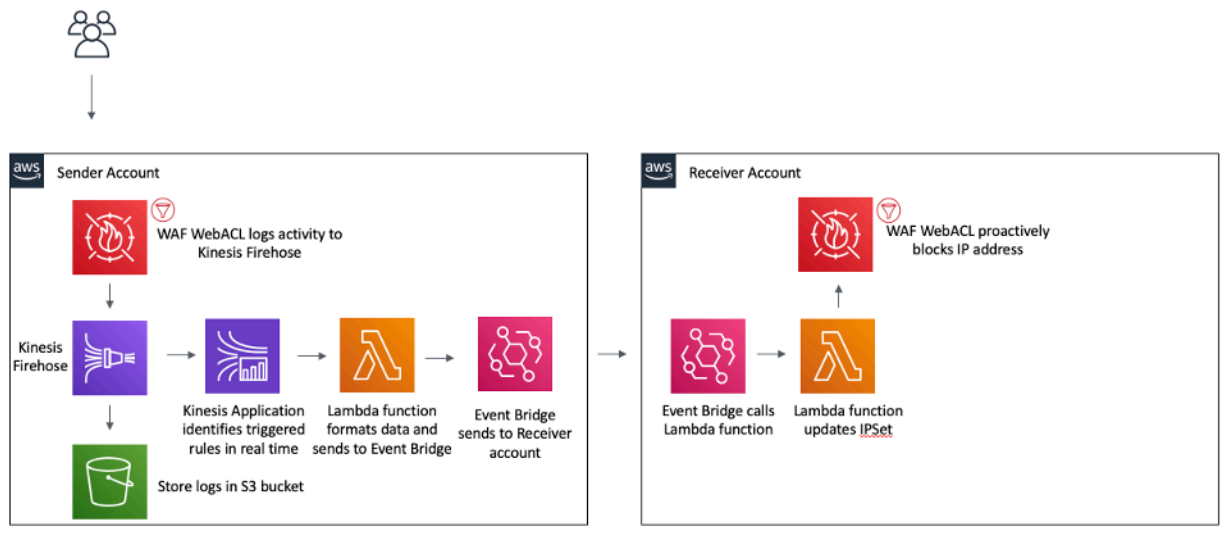 aws
Sender Account
WAF WebACL logs activity to
Kinesis Firehose
Kinesis
Firehose
Kinesis Application
identifies triggered
rules in real time
Lambda function
formats data and
sends to Event Bridge
Event Bridge
sends to Receiver
account
Store logs in S3 bucket
aws
Receiver Account
WAF WebACL proactively
blocks IP address
Event Bridge calls
Lambda function
Lambda function
updates IPSet